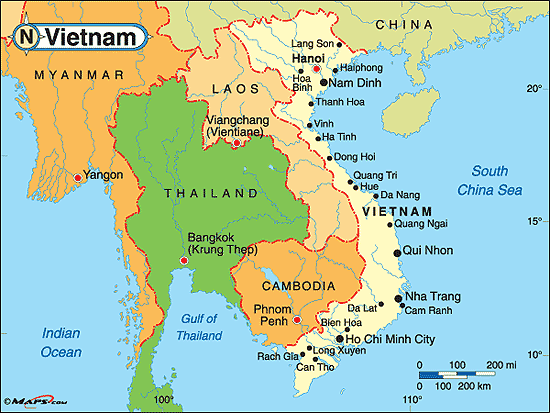 N Vietnam
CHINA
MYANMAR
Lang Son
Hanoi
Haiphong
Hoa
Binh
Nam Dinh
20°
LAOS
Thanh Hoa
Viangchang
(Vientiane)
Vinh
Ha Tinh
Yangon
Dong Hoi
South
China Sea
THAILAND
Quang Tri
Hue
Da Nang
VIETNAM
Quang Ngai
15°
Bangkok
(Krung Thep)
Qui Nhon
CAMBODIA
Nha Trang
Da Lat
Cam Ranh
Phnom
Penh
Gulf of
Thailand
Indian
Ocean
Bien Hoa
Ho Chi Minh City
Rach Gia
Long Xuyen
Can Tho
10°
0 100 200 mi
0 100 200 km
©MAPS.com
100°
110°